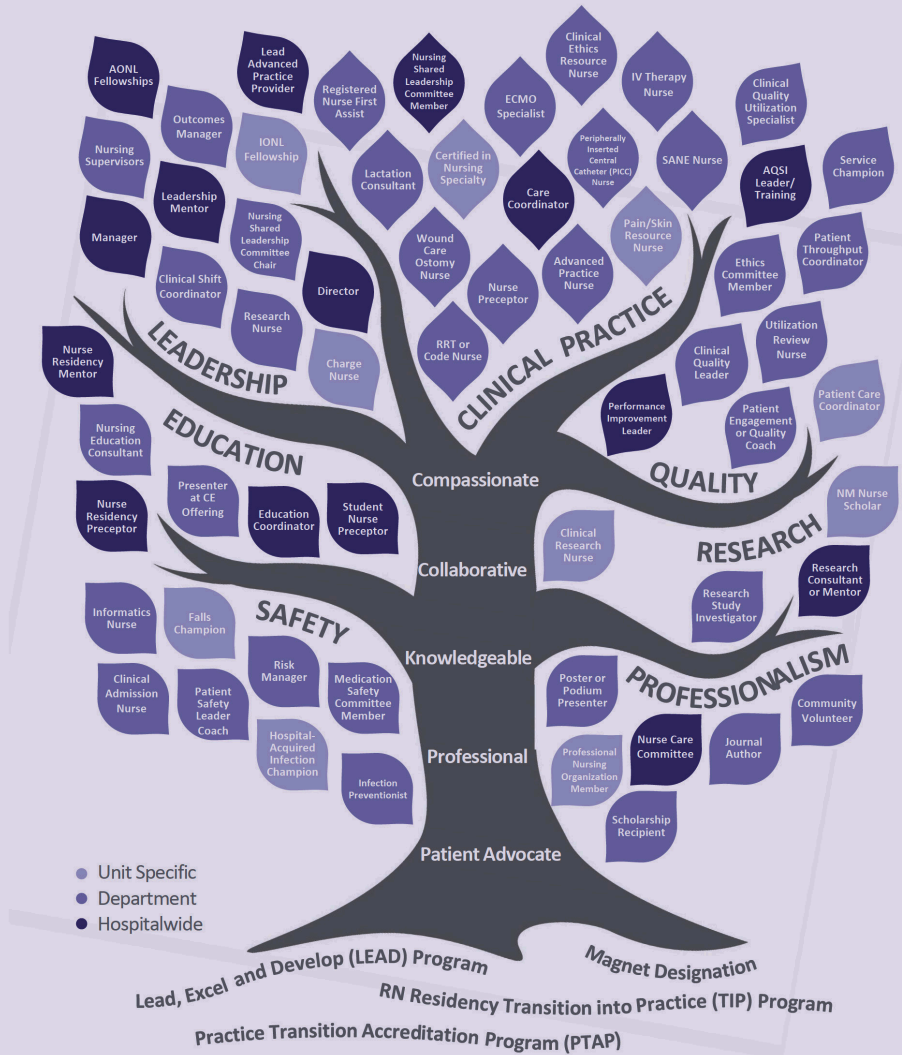 AONL
Fellowships
Lead
Advanced
Practice
Provider
Outcomes
Manager
IONL
Fellowship
Nursing
Supervisors
Leadership
Mentor
Manager
Nursing
Shared
Leadership
Committee
Chair
Clinical Shift
Coordinator
Director
Research
Nurse
Charge
Nurse
LEADERSHIP
Registered
Nurse First
Assist
Nursing
Shared
Leadership
Committee
Member
Clinical
Ethics
Resource
Nurse
ECMO
Specialist
IV Therapy
Nurse
Lactation
Consultant
Certified in
Nursing
Specialty
Care
Coordinator
Peripherally
Inserted
Central
Catheter (PICC)
Nurse
SANE Nurse
Wound
Care
Ostomy
Nurse
Nurse
Preceptor
Advanced
Practice
Nurse
Pain/Skin
Resource
Nurse
RRT or
Code Nurse
CLINICAL PRACTICE
Clinical
Quality
Utilization
Specialist
AQSI
Leader/
Training
Service
Champion
Ethics
Committee
Member
Patient
Throughput
Coordinator
Clinical
Quality
Leader
Utilization
Review
Nurse
Performance
Improvement
Leader
Patient
Engagement
or Quality
Coach
Patient Care
Coordinator
QUALITY
Nurse
Residency
Mentor
EDUCATION
Nursing
Education
Consultant
Nurse
Residency
Preceptor
Presenter
at CE
Offering
Education
Coordinator
Student
Nurse
Preceptor
Compassionate
Collaborative
Knowledgeable
Professional
Patient Advocate
Clinical
Research
Nurse
RESEARCH
NM Nurse
Scholar
Research
Study
Investigator
Research
Consultant
or Mentor
SAFETY
Informatics
Nurse
Falls
Champion
Clinical
Admission
Nurse
Patient
Safety
Leader
Coach
Risk
Manager
Medication
Safety
Committee
Member
Hospital-
Acquired
Infection
Champion
Infection
Preventionist
PROFESSIONALISM
Poster or
Podium
Presenter
Professional
Nursing
Organization
Member
Nurse Care
Committee
Journal
Author
Community
Volunteer
Scholarship
Recipient
Unit Specific
Department
Hospitalwide
Lead, Excel and Develop (LEAD) Program
Magnet Designation
RN Residency Transition into Practice (TIP) Program
Practice Transition Accreditation Program (PTAP)